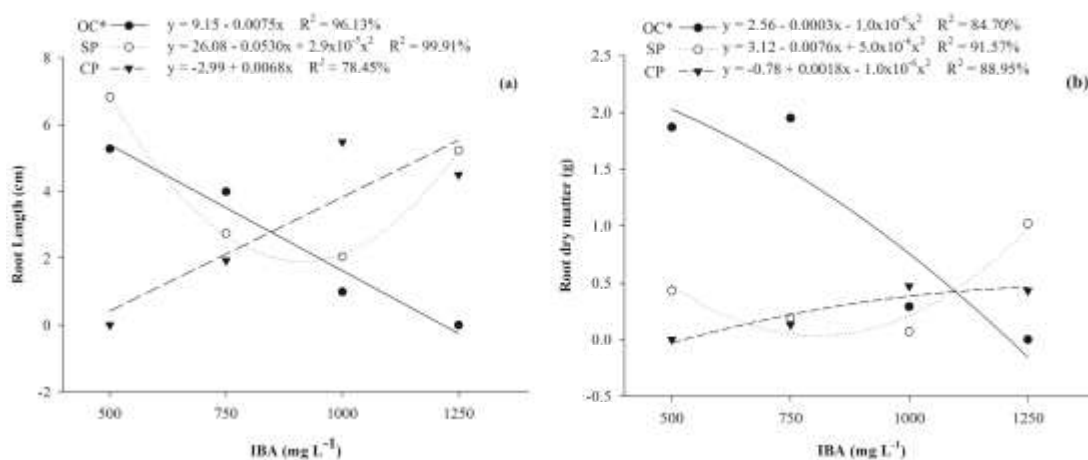 OC* y = 9.15 - 0.0075x R² = 96.13%
SP y = 26.08 - 0.0530x + 2.9x10⁻⁵x² R² = 99.91%
CP y = -2.99 + 0.0068x R² = 78.45%
(a)
8
6
4
2
0
-2
Root Length (cm)
500 750 1000 1250
IBA (mg L⁻¹)
OC* y = 2.56 - 0.0003x - 1.0x10⁻⁶x² R² = 84.70%
SP y = 3.12 - 0.0076x + 5.0x10⁻⁶x² R² = 91.57%
CP y = -0.78 + 0.0018x - 1.0x10⁻⁶x² R² = 88.95%
(b)
2.0
1.5
1.0
0.5
0.0
-0.5
Root dry matter (g)
500 750 1000 1250
IBA (mg L⁻¹)